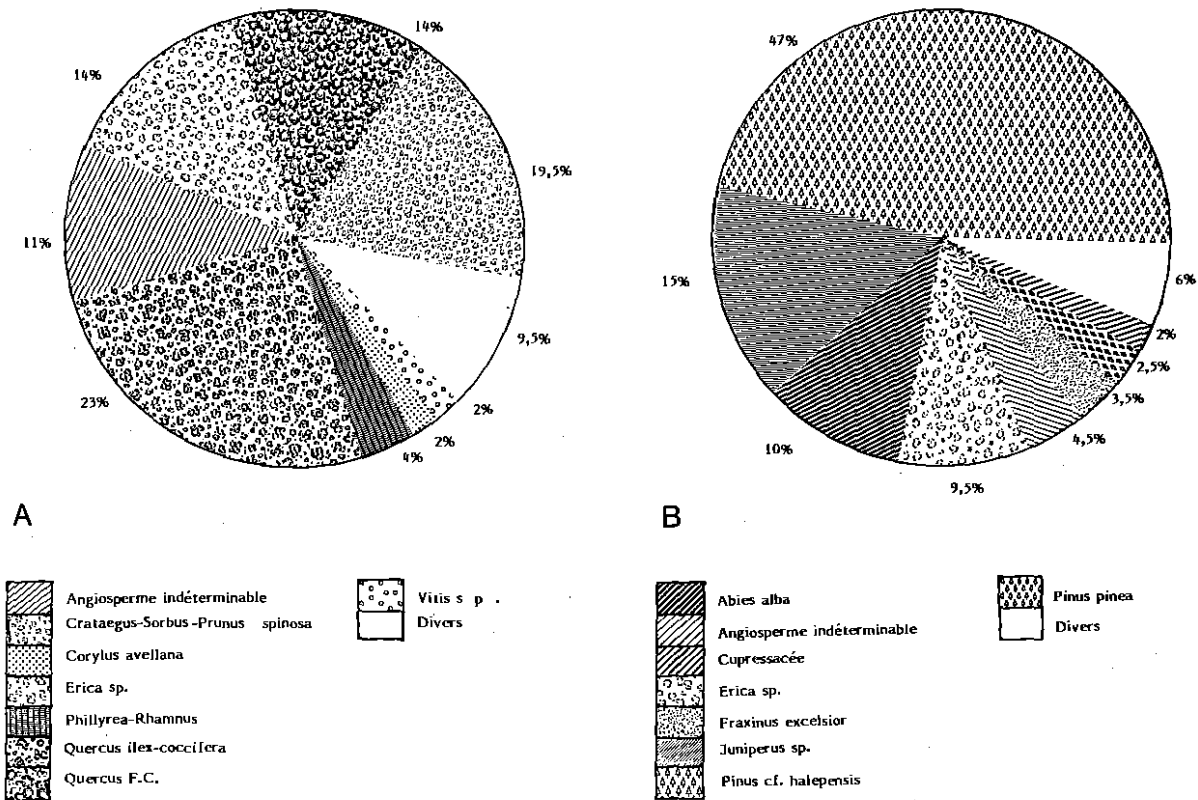 14%
14%
19,5%
11%
23%
9,5%
2%
2%
4%
47%
15%
6%
2%
2,5%
3,5%
4,5%
10%
9,5%
A
B
Angiosperme indéterminable
Crataegus-Sorbus-Prunus spinosa
Corylus avellana
Erica sp.
Phillyrea-Rhamnus
Quercus ilex-coccifera
Quercus F.C.
Vitis s p .
Divers
Abies alba
Angiosperme indéterminable
Cupressacée
Erica sp.
Fraxinus excelsior
Juniperus sp.
Pinus cf. halepensis
Pinus pinea
Divers